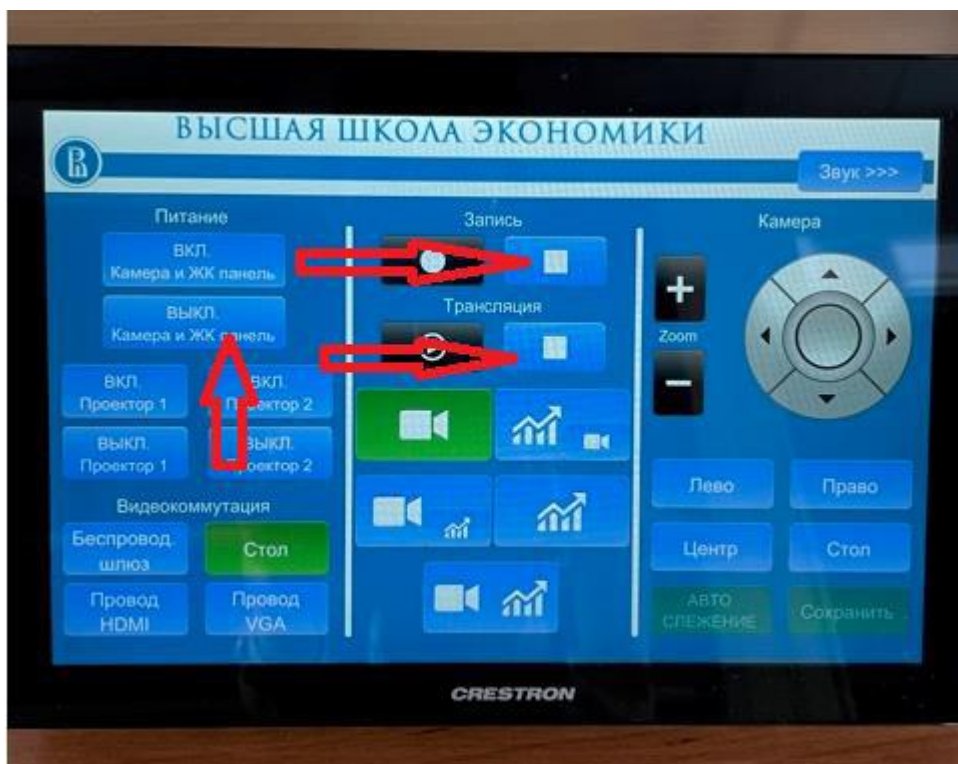 ВЫСШАЯ ШКОЛА ЭКОНОМИКИ
Звук >>>
Питание
ВКЛ.
Камера и ЖК панель
ВЫКЛ.
Камера и ЖК панель
ВКЛ.
Проектор 1
ВКЛ.
Проектор 2
ВЫКЛ.
Проектор 1
ВЫКЛ.
Проектор 2
Видеокоммутация
Беспровод.
шлюз
Стол
Провод
HDMI
Провод
VGA
Запись
Трансляция
Камера
+
Zoom
−
Лево
Право
Центр
Стол
АВТО
СЛЕЖЕНИЕ
Сохранить
CRESTRON